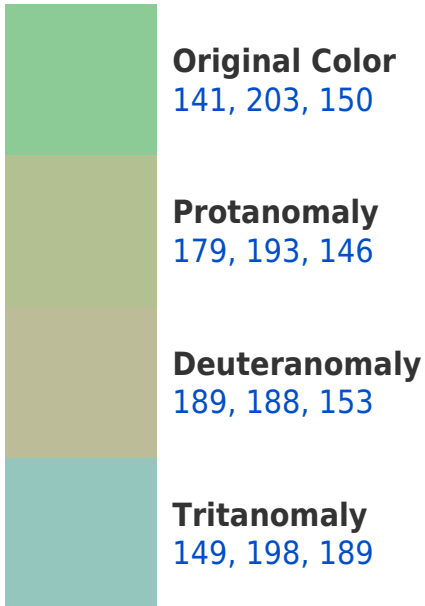 Original Color
141, 203, 150
Protanomaly
179, 193, 146
Deuteranomaly
189, 188, 153
Tritanomaly
149, 198, 189